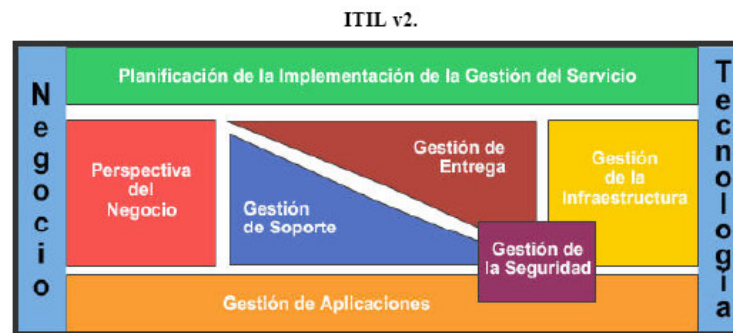 ITIL v2.
Negocio
Planificación de la Implementación de la Gestión del Servicio
Perspectiva
del
Negocio
Gestión
de Soporte
Gestión de
Entrega
Gestión de
la Seguridad
Gestión
de la
Infraestructura
Gestión de Aplicaciones
Tecnología